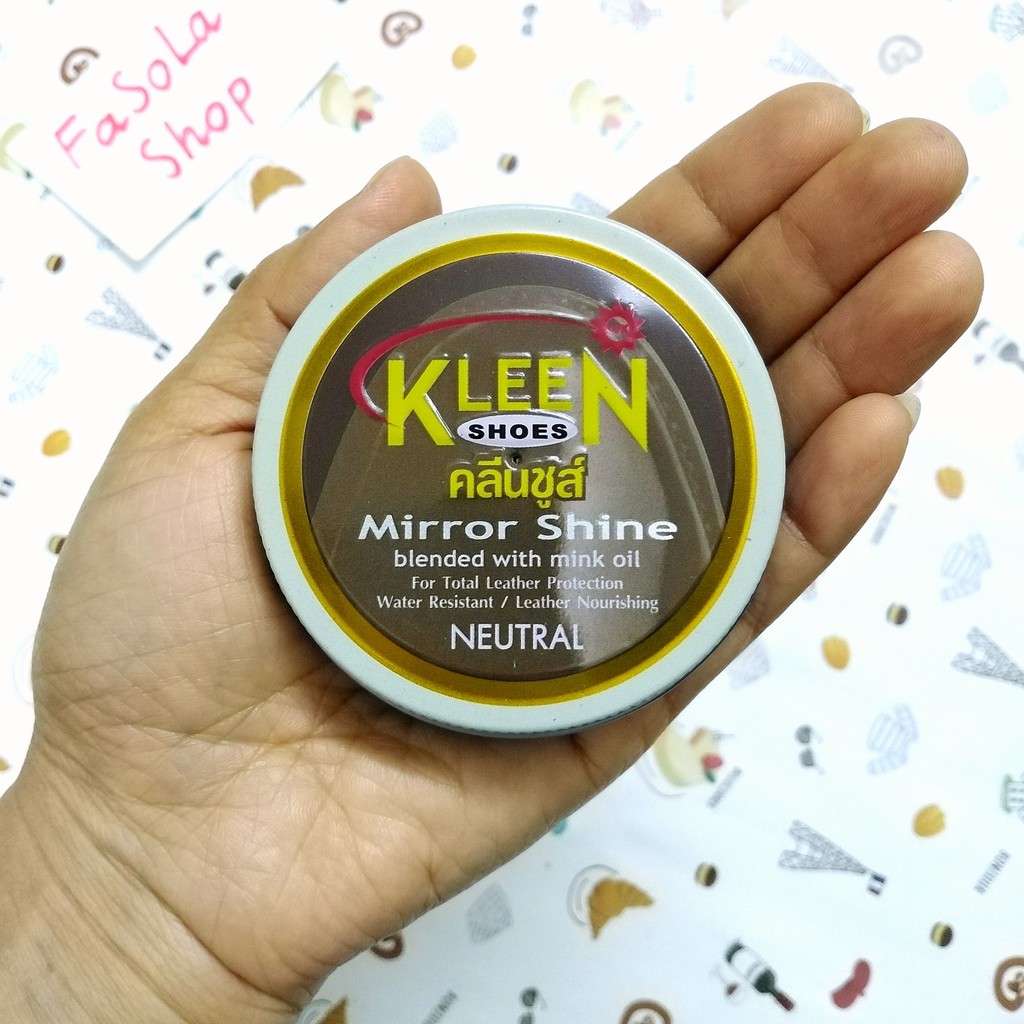 FaSoLa
Shop
KLEEN
SHOES
คลีนชูส์
Mirror Shine
blended with mink oil
For Total Leather Protection
Water Resistant / Leather Nourishing
NEUTRAL